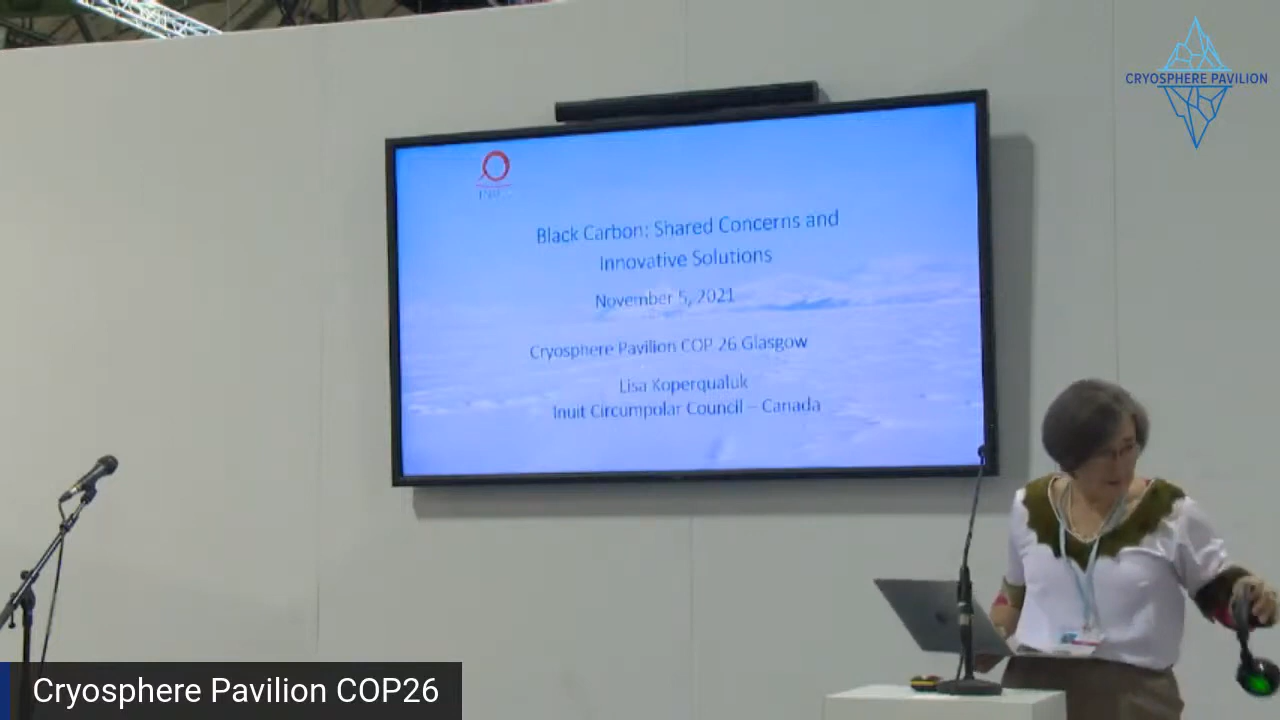 CRYOSPHERE PAVILION
Black Carbon: Shared Concerns and
Innovative Solutions
November 5, 2021
Cryosphere Pavilion COP 26 Glasgow
Lisa Koperqualuk
Inuit Circumpolar Council – Canada
Cryosphere Pavilion COP26